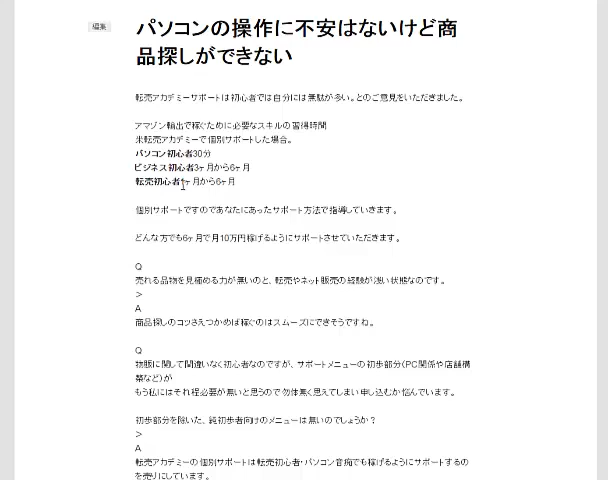 編集
パソコンの操作に不安はないけど商
品探しができない
転売アカデミーサポートは初心者では自分には無駄が多い。とのご意見をいただきました。
アマゾン輸出で稼ぐために必要なスキルの習得時間
米転売アカデミーで個別サポートした場合。
パソコン初心者30分
ビジネス初心者3ヶ月から6ヶ月
転売初心者ヶ月から6ヶ月
個別サポートですのであなたにあったサポート方法で指導していきます。
どんな方でも6ヶ月で月10万円稼げるようにサポートさせていただきます。
Q
売れる品物を見極める力が無いのと、転売やネット販売の経験が浅い状態なのです。
>
A
商品探しのコツさえつかめば稼ぐのはスムーズにできそうですね。
Q
物販に関して間違いなく初心者なのですが、サポートメニューの初歩部分(PC関係や店舗構
築など)が
もう私にはそれ程必要が無いと思うので勿体無く思えてしまい申し込むか悩んでいます。
初歩部分を除いた、純初歩者向けのメニューは無いのでしょうか？
>
A
転売アカデミーの個別サポートは転売初心者・パソコン音痴でも稼げるようにサポートするの
を売りにしています。